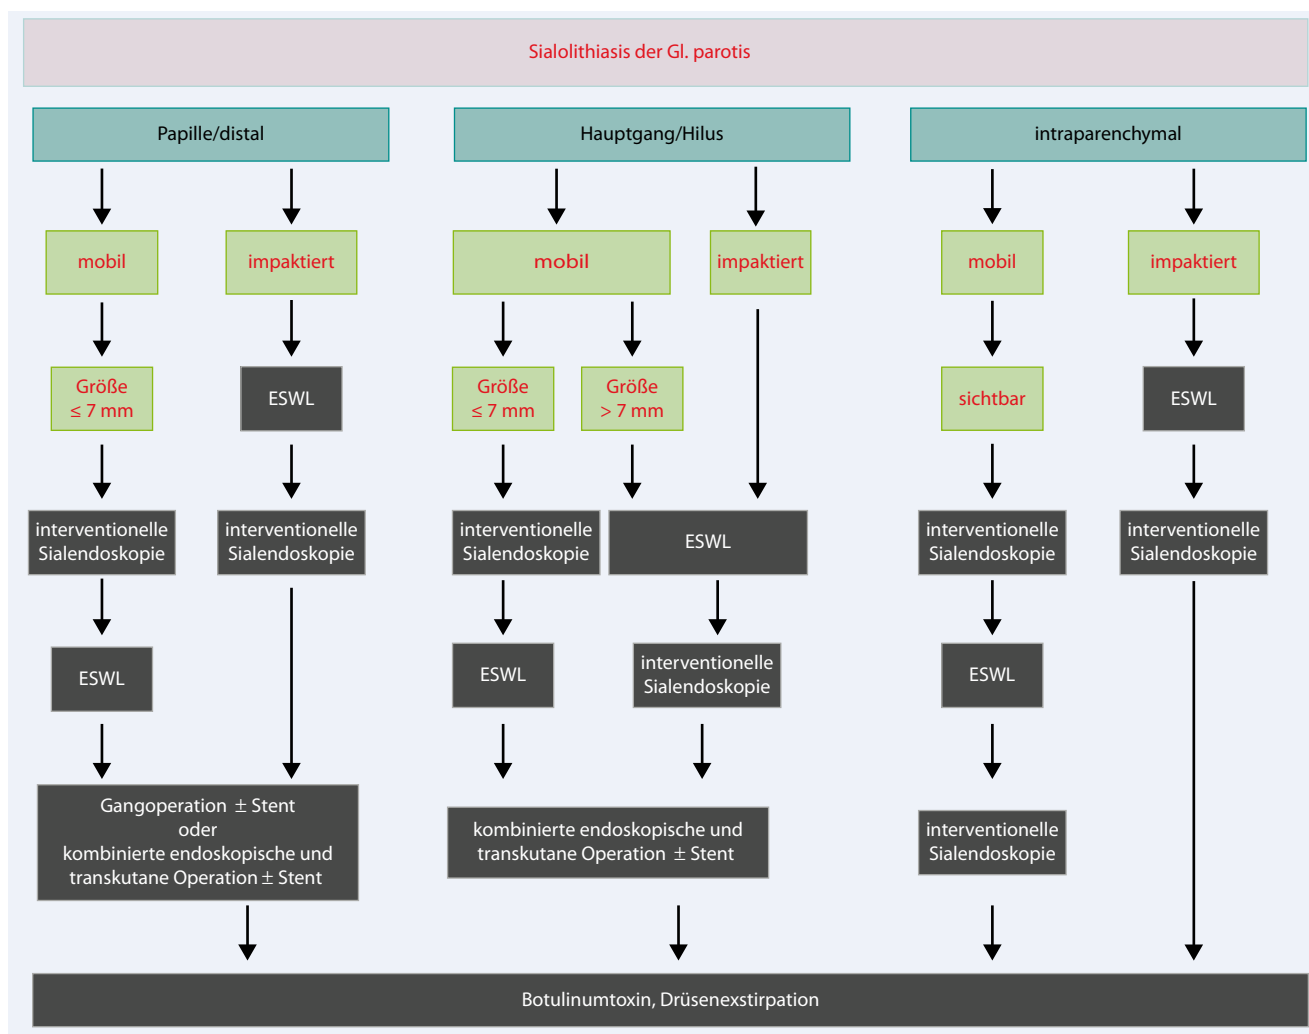 Sialolithiasis der Gl. parotis
Papille/distal
Hauptgang/Hilus
intraparenchymal
mobil
impaktiert
mobil
impaktiert
mobil
impaktiert
Größe
≤ 7 mm
ESWL
Größe
≤ 7 mm
Größe
> 7 mm
sichtbar
ESWL
interventionelle
Sialendoskopie
interventionelle
Sialendoskopie
interventionelle
Sialendoskopie
ESWL
interventionelle
Sialendoskopie
interventionelle
Sialendoskopie
ESWL
ESWL
interventionelle
Sialendoskopie
ESWL
Gangoperation ± Stent
oder
kombinierte endoskopische und
transkutane Operation ± Stent
kombinierte endoskopische und
transkutane Operation ± Stent
interventionelle
Sialendoskopie
Botulinumtoxin, Drüsenexstirpation